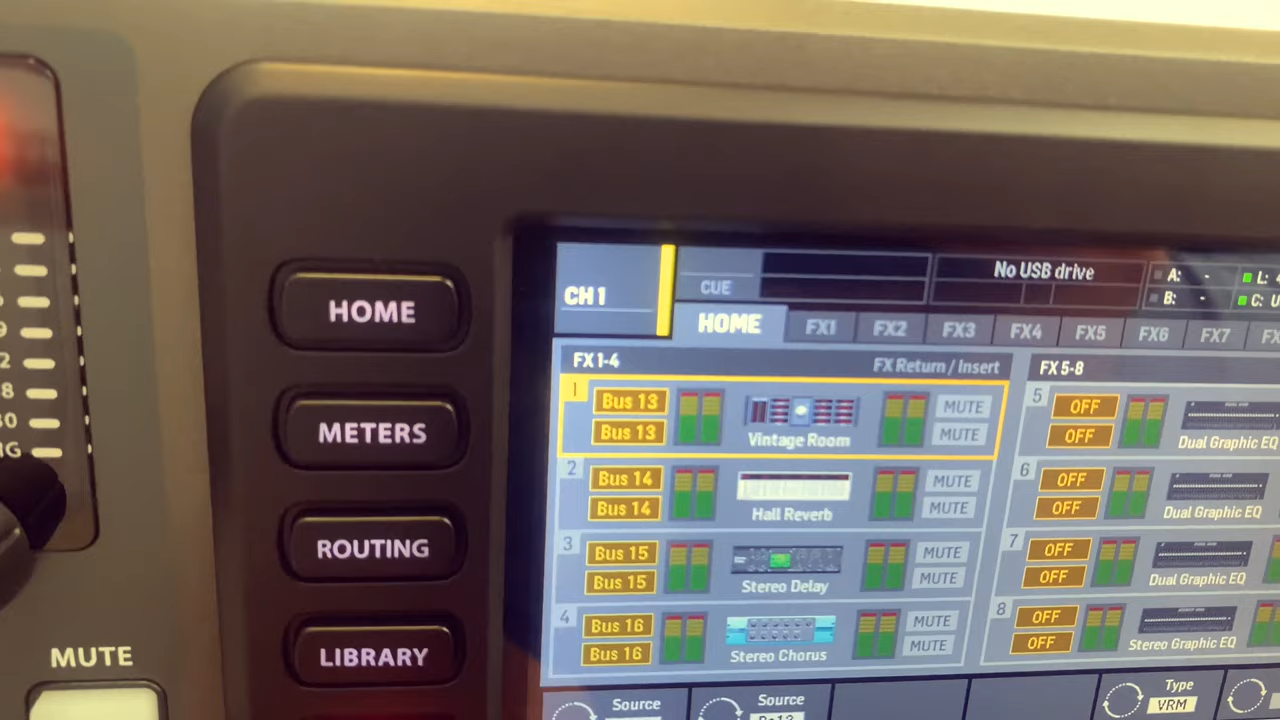 HOME
METERS
ROUTING
LIBRARY
MUTE
CH 1
CUE
No USB drive
A: -
B: -
L:
C: U
HOME FX1 FX2 FX3 FX4 FX5 FX6 FX7
FX 1-4 FX Return / Insert
1 Bus 13 MUTE
Bus 13 Vintage Room MUTE
2 Bus 14 MUTE
Bus 14 Hall Reverb MUTE
3 Bus 15 MUTE
Bus 15 Stereo Delay MUTE
4 Bus 16 MUTE
Bus 16 Stereo Chorus MUTE
FX 5-8
5 OFF
OFF Dual Graphic EQ
6 OFF
OFF Dual Graphic EQ
7 OFF
OFF Dual Graphic EQ
8 OFF
OFF Stereo Graphic EQ
Source
Source
Type
VRM